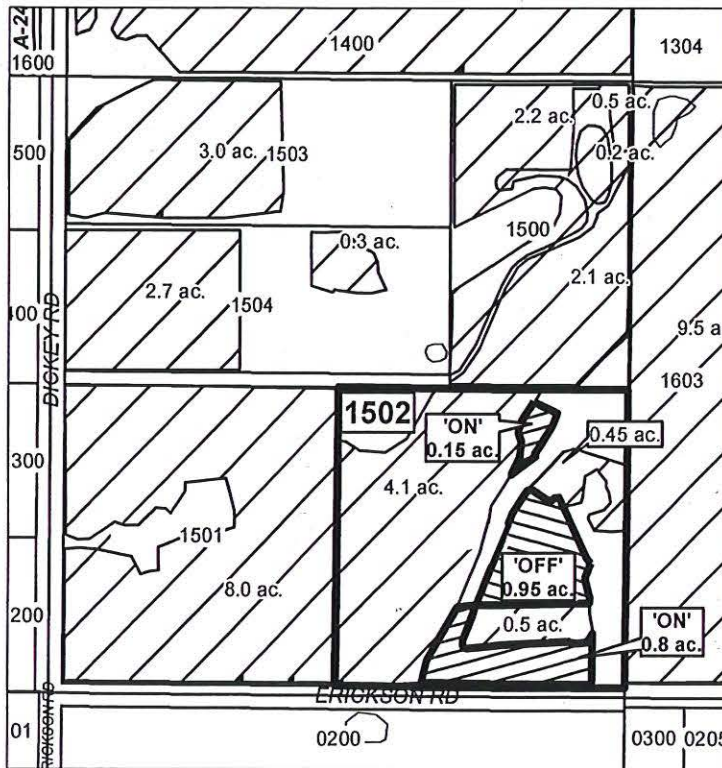 A-24
1600
1400
1304
500
3.0 ac. 1503
2.2 ac.
0.5 ac.
0.2 ac.
1500
0.3 ac.
2.1 ac.
2.7 ac.
1504
400
DICKEY RD
9.5 a
1603
1502
'ON'
0.15 ac.
0.45 ac.
300
4.1 ac.
1501
8.0 ac.
'OFF'
0.95 ac.
200
0.5 ac.
'ON'
0.8 ac.
ERICKSON RD
RICKSON RD
01
0200
0300 0205